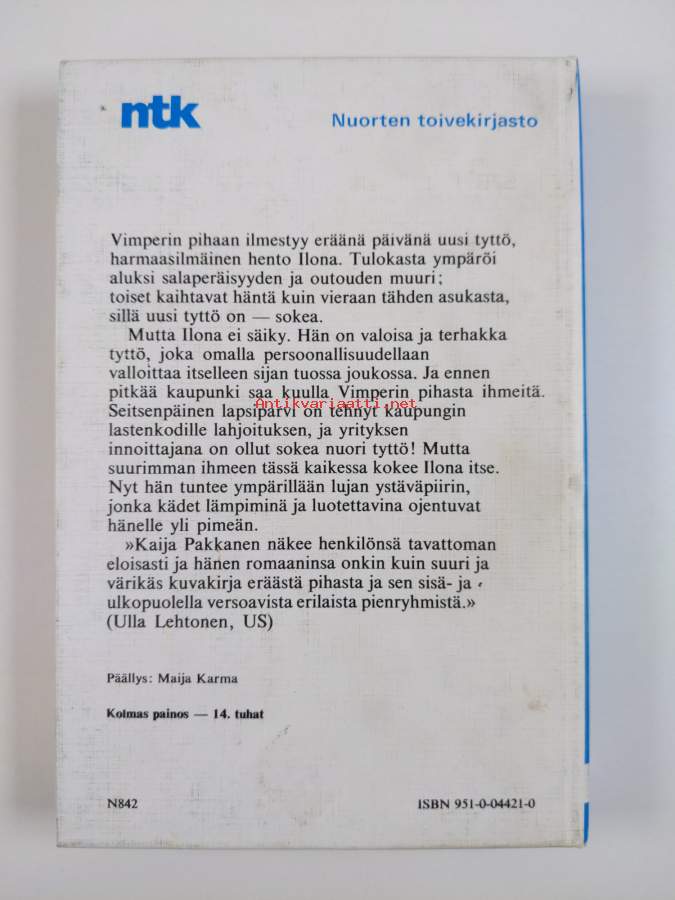 ntk
Nuorten toivekirjasto
Vimperin pihaan ilmestyy eräänä päivänä uusi tyttö,
harmaasilmäinen hento Ilona. Tulokasta ympäröi
aluksi salaperäisyyden ja outouden muuri;
toiset kaihtavat häntä kuin vieraan tähden asukasta,
sillä uusi tyttö on — sokea.
Mutta Ilona ei säiky. Hän on valoisa ja terhakka
tyttö, joka omalla persoonallisuudellaan
valloittaa itselleen sijan tuossa joukossa. Ja ennen
pitkää kaupunki saa kuulla Vimperin pihasta ihmeitä.
Antikvariaatti.net
Seitsenpäinen lapsiparvi on tehnyt kaupungin
lastenkodille lahjoituksen, ja yrityksen
innoittajana on ollut sokea nuori tyttö! Mutta
suurimman ihmeen tässä kaikessa kokee Ilona itse.
Nyt hän tuntee ympärillään lujan ystäväpiirin,
jonka kädet lämpiminä ja luotettavina ojentuvat
hänelle yli pimeän.
»Kaija Pakkanen näkee henkilönsä tavattoman
eloisasti ja hänen romaaninsa onkin kuin suuri ja
värikäs kuvakirja eräästä pihasta ja sen sisä- ja
ulkopuolella versoavista erilaista pienryhmistä.»
(Ulla Lehtonen, US)
Päällys: Maija Karma
Kolmas painos — 14. tuhat
N842
ISBN 951-0-04421-0